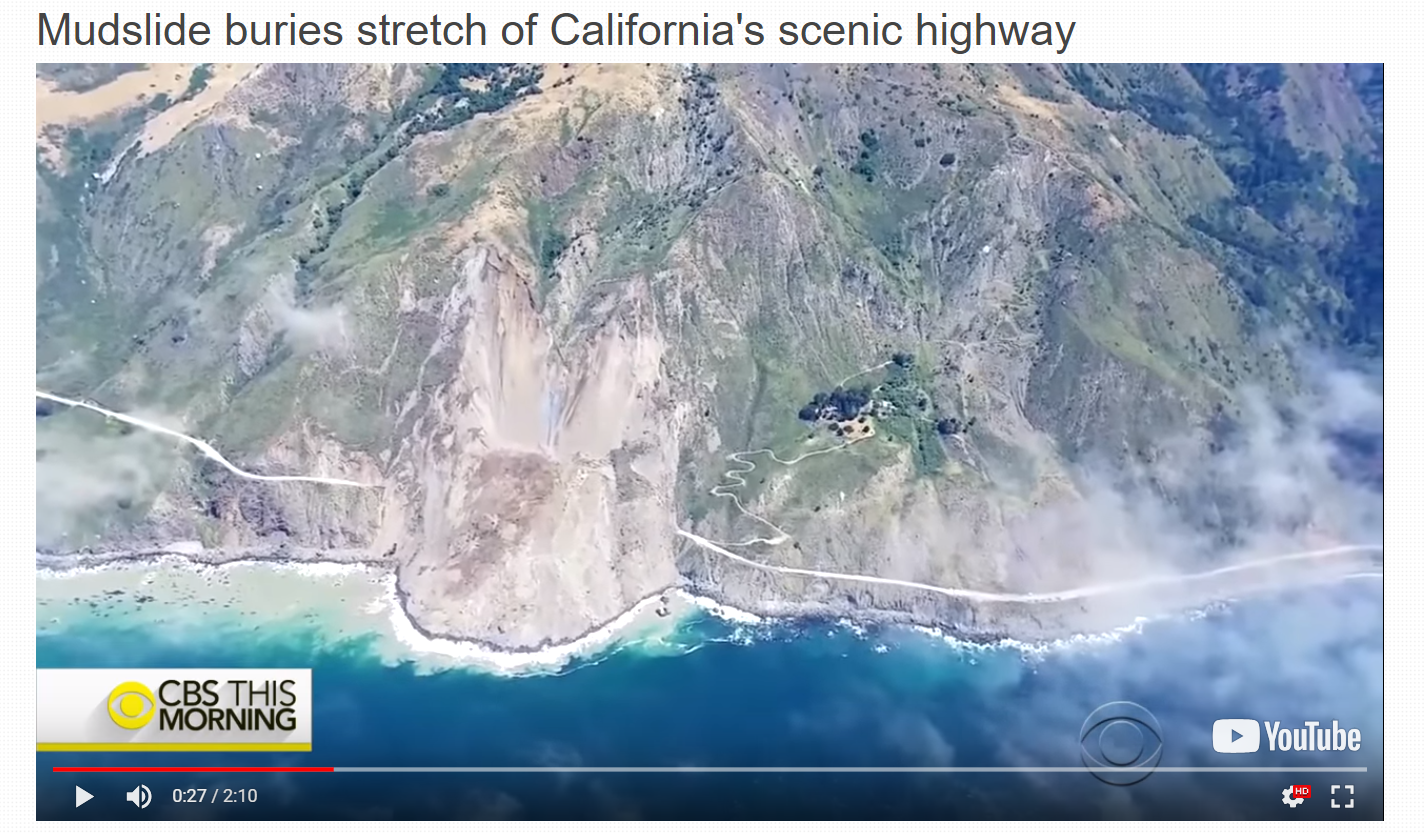 Mudslide buries stretch of California's scenic highway
CBS THIS
MORNING
YouTube
0:27 / 2:10
HD